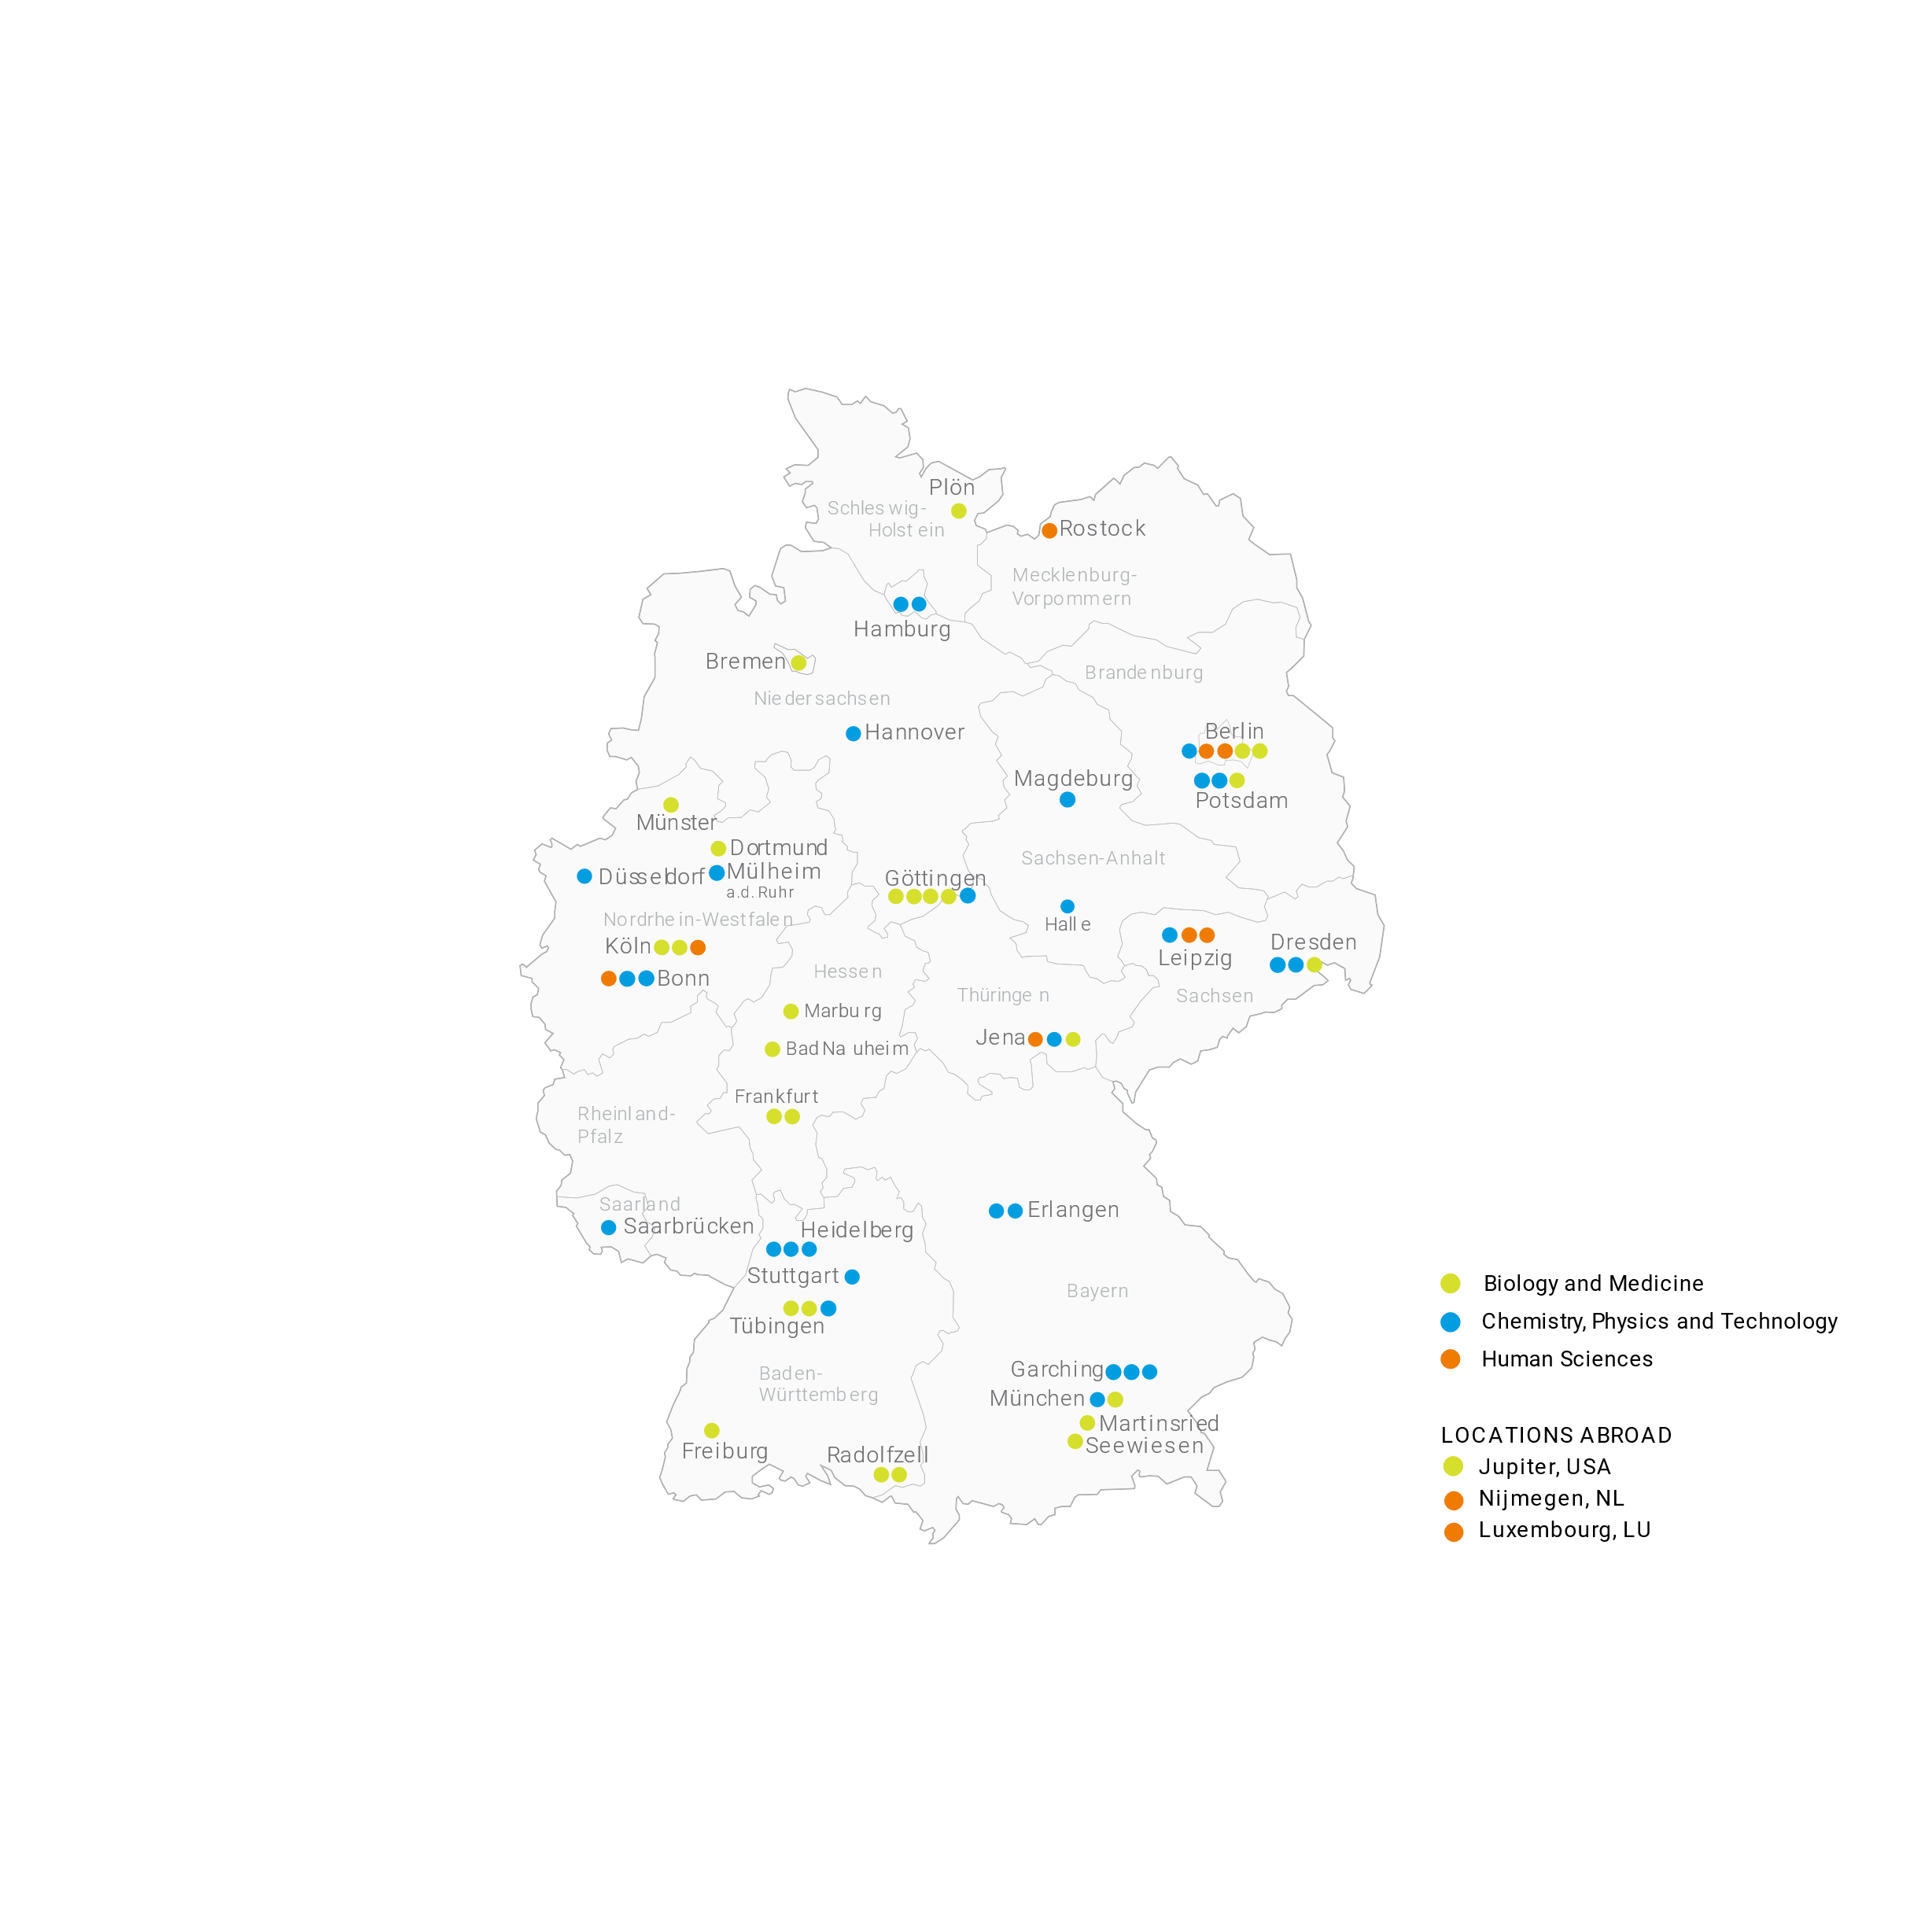 Plön
Schleswig-
Holstein
Rostock
Mecklenburg-
Vorpommern
Hamburg
Bremen
Brandenburg
Niedersachsen
Hannover
Berlin
Magdeburg
Potsdam
Münster
Dortmund
Sachsen-Anhalt
Düsseldorf
Mülheim
a.d. Ruhr
Göttingen
Nordrhein-Westfalen
Halle
Köln
Dresden
Leipzig
Hessen
Bonn
Thüringen
Sachsen
Marburg
Jena
Bad Nauheim
Frankfurt
Rheinland-
Pfalz
Saarland
Erlangen
Saarbrücken
Heidelberg
Stuttgart
Bayern
Tübingen
Garching
Baden-
Württemberg
München
Martinsried
Seewiesen
Freiburg
Radolfzell
Biology and Medicine
Chemistry, Physics and Technology
Human Sciences
LOCATIONS ABROAD
Jupiter, USA
Nijmegen, NL
Luxembourg, LU